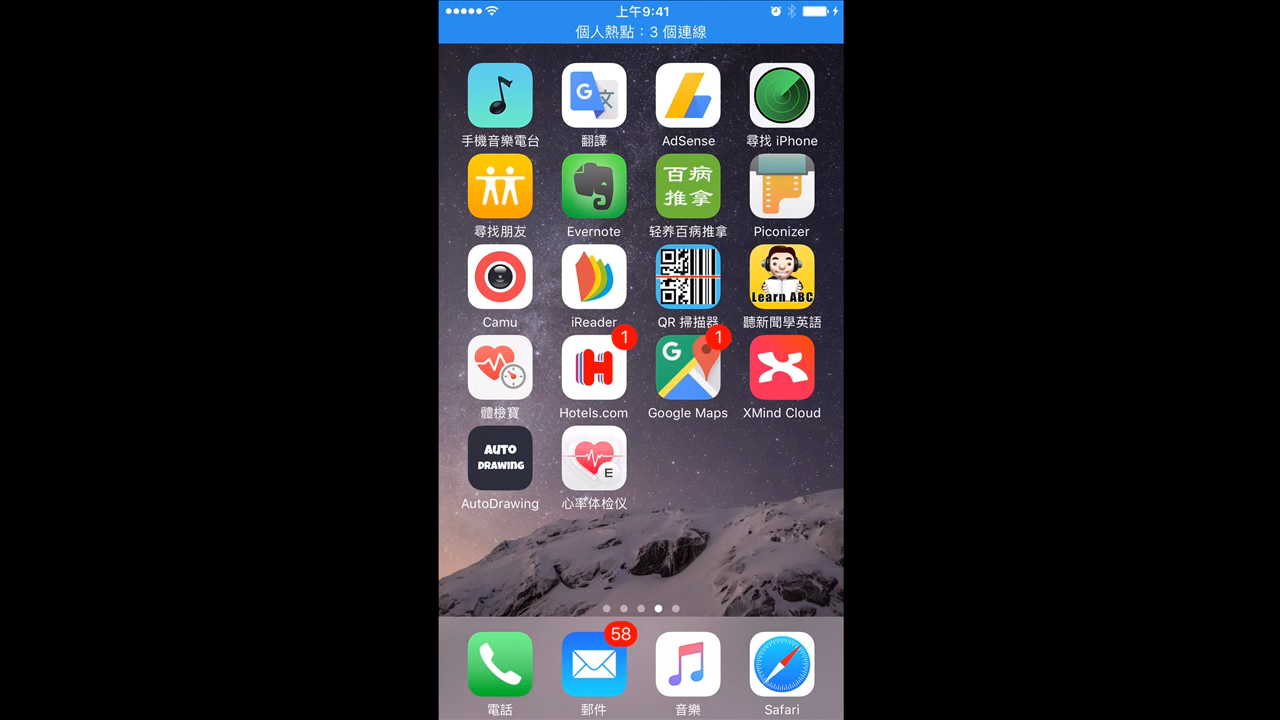 上午9:41
個人熱點：3 個連線
手機音樂電台
G 文
翻譯
AdSense
尋找 iPhone
尋找朋友
Evernote
百病
推拿
轻养百病推拿
Piconizer
Camu
iReader
QR 掃描器
Learn ABC
聽新聞學英語
體檢寶
1
H
Hotels.com
1
G
Google Maps
XMind Cloud
AUTO
DRAWING
AutoDrawing
E
心率体检仪
電話
58
郵件
音樂
Safari